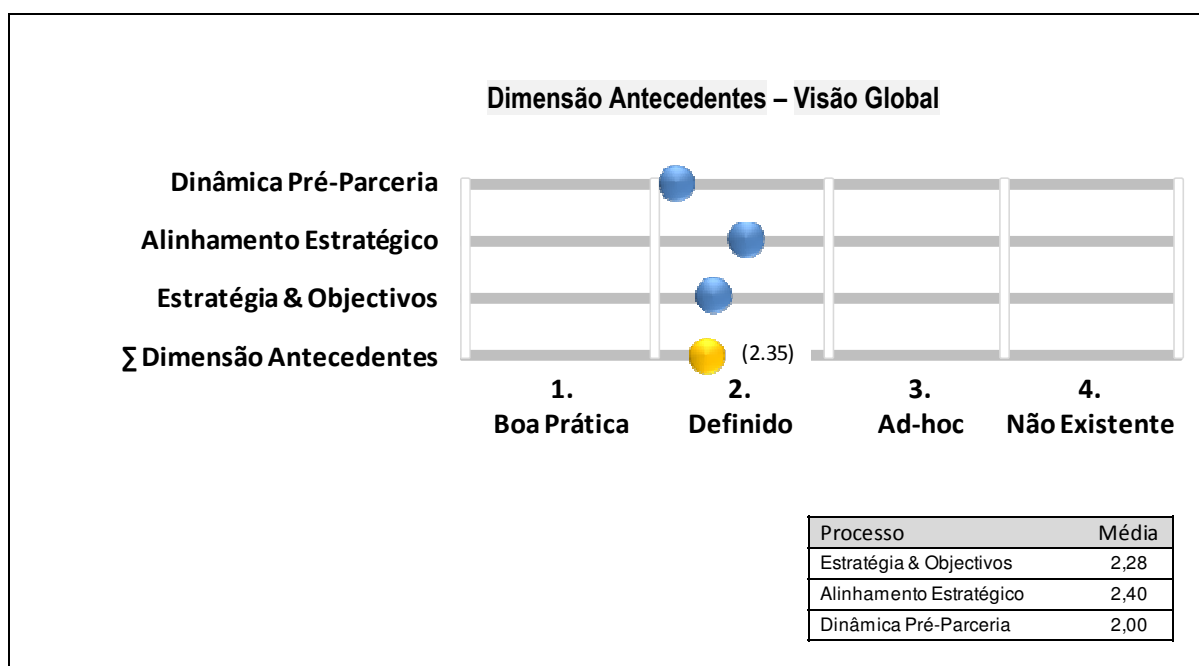 Dimensão Antecedentes – Visão Global
Dinâmica Pré-Parceria
Alinhamento Estratégico
Estratégia & Objectivos
∑ Dimensão Antecedentes
(2.35)
1.
Boa Prática
2.
Definido
3.
Ad-hoc
4.
Não Existente
Processo Média
Estratégia & Objectivos 2,28
Alinhamento Estratégico 2,40
Dinâmica Pré-Parceria 2,00